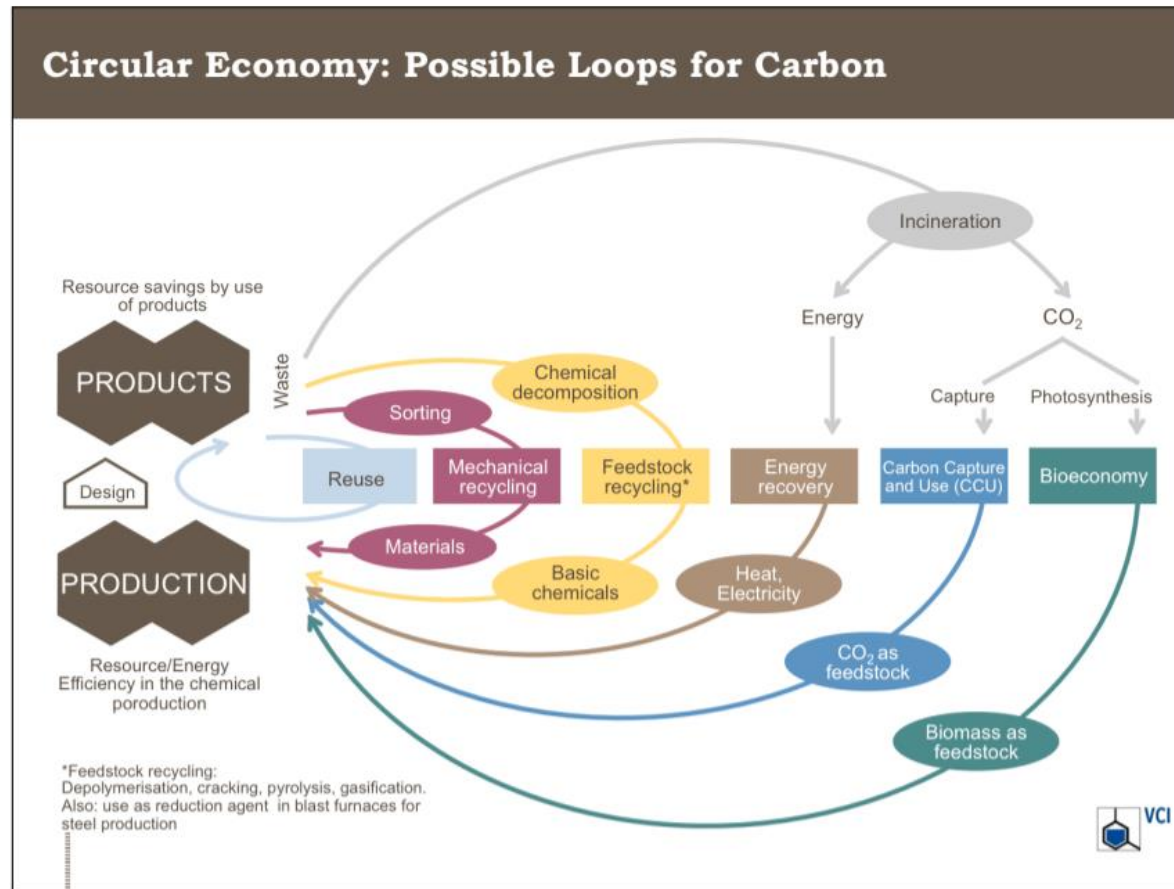 Circular Economy: Possible Loops for Carbon
Incineration
Resource savings by use
of products
Energy
CO₂
PRODUCTS
Waste
Chemical
decomposition
Capture
Photosynthesis
Sorting
Design
Reuse
Mechanical
recycling
Feedstock
recycling*
Energy
recovery
Carbon Capture
and Use (CCU)
Bioeconomy
Materials
PRODUCTION
Basic
chemicals
Heat,
Electricity
Resource/Energy
Efficiency in the chemical
poroduction
CO₂ as
feedstock
Biomass as
feedstock
*Feedstock recycling:
Depolymerisation, cracking, pyrolysis, gasification.
Also: use as reduction agent in blast furnaces for
steel production
VCI